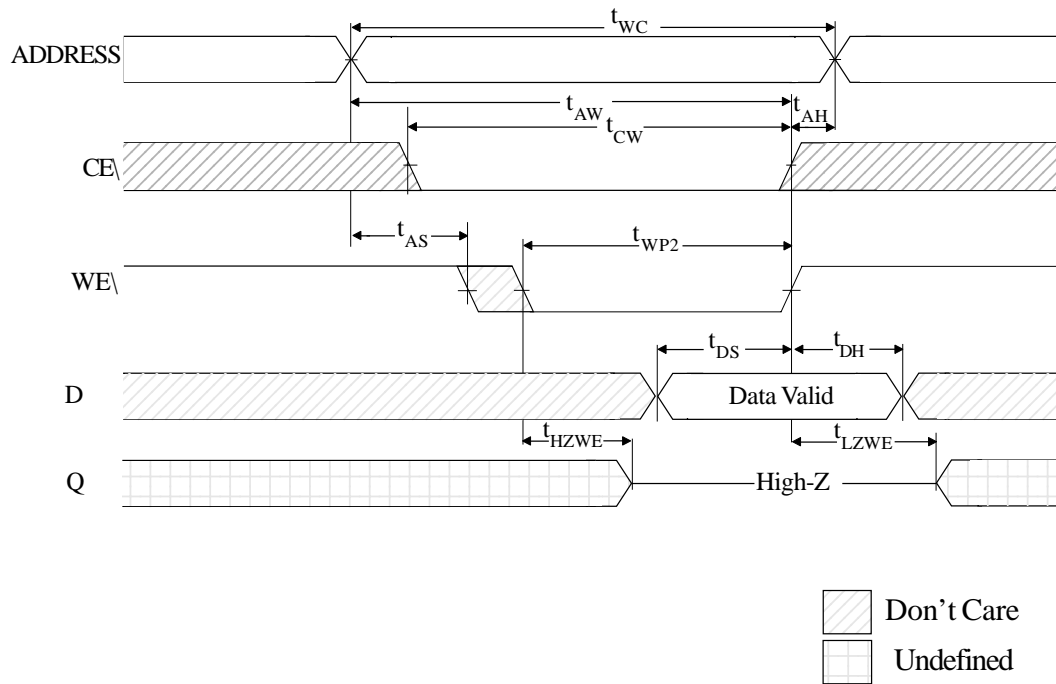 t_WC
ADDRESS
t_AW
t_AH
t_CW
CE\
t_AS
t_WP2
WE\
t_DS
t_DH
D
Data Valid
t_HZWE
t_LZWE
Q
High-Z
Don't Care
Undefined